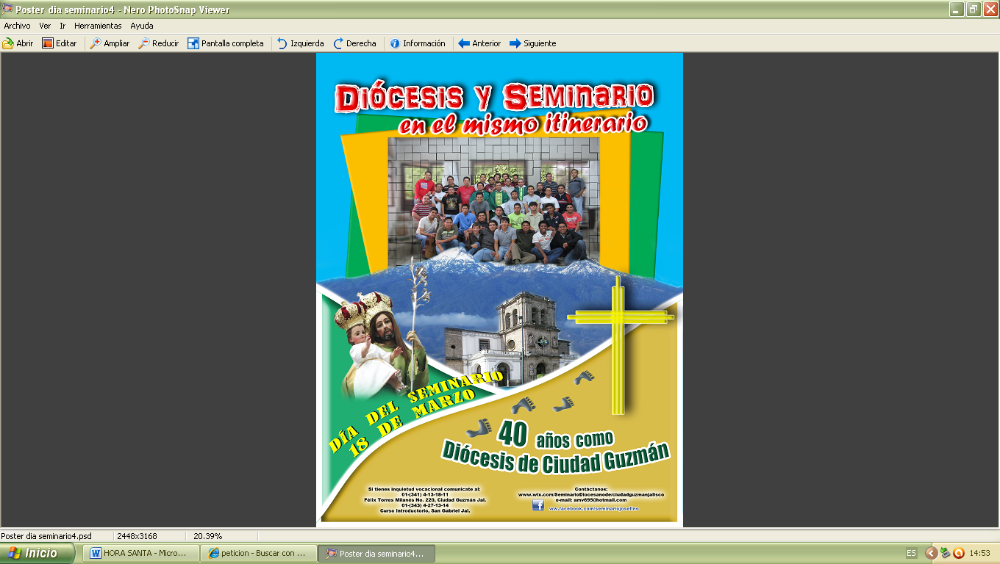 Poster dia seminario4 - Nero PhotoSnap Viewer
Archivo Ver Ir Herramientas Ayuda
Abrir Editar Ampliar Reducir Pantalla completa Izquierda Derecha Información Anterior Siguiente
DIÓCESIS Y SEMINARIO
en el mismo itinerario
DÍA DEL SEMINARIO
18 DE MARZO
40 años como
Diócesis de Ciudad Guzmán
Si tienes inquietud vocacional comunicate al:
01-(341) 4-13-18-11
Félix Torres Milanés No. 220, Ciudad Guzmán Jal.
01-(343) 4-27-13-14
Curso Introductorio, San Gabriel Jal.
Contáctanos:
www.wix.com/SeminarioDiocesanode/ciudadguzmanjalisco
e-mail: amv695@hotmail.com
ww.facebook.com/seminariojosefino
Poster dia seminario4.psd 2448x3168 20.39%
Inicio HORA SANTA - Micro... peticion - Buscar con ... Poster dia seminario4... ES 14:53